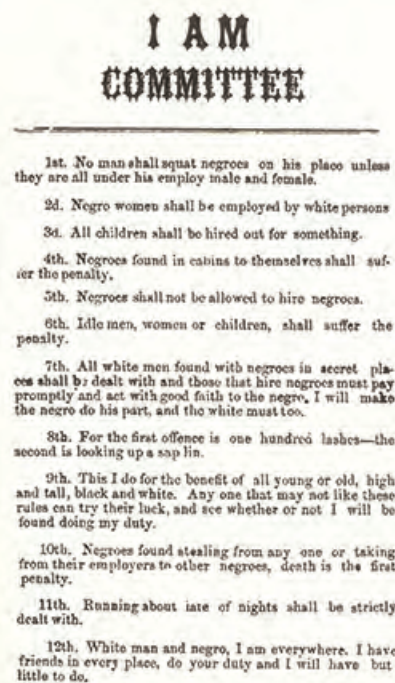 I AM
COMMITTEE
1st. No man shall squat negroes on his place unless
they are all under his employ male and female.
2d. Negro women shall be employed by white persons
3d. All children shall be hired out for something.
4th. Negroes found in cabins to themselves shall suf-
fer the penalty.
5th. Negroes shall not be allowed to hire negroes.
6th. Idle men, women or children, shall suffer the
penalty.
7th. All white men found with negroes in secret pla-
ces shall be dealt with and those that hire negroes must pay
promptly and act with good faith to the negro. I will make
the negro do his part, and the white must too.
8th. For the first offence is one hundred lashes—the
second is looking up a sap lin.
9th. This I do for the benefit of all young or old, high
and tall, black and white. Any one that may not like these
rules can try their luck, and see whether or not I will be
found doing my duty.
10th. Negroes found stealing from any one or taking
from their employers to other negroes, death is the first
penalty.
11th. Running about late of nights shall be strictly
dealt with.
12th. White man and negro, I am everywhere. I have
friends in every place, do your duty and I will have but
little to do.